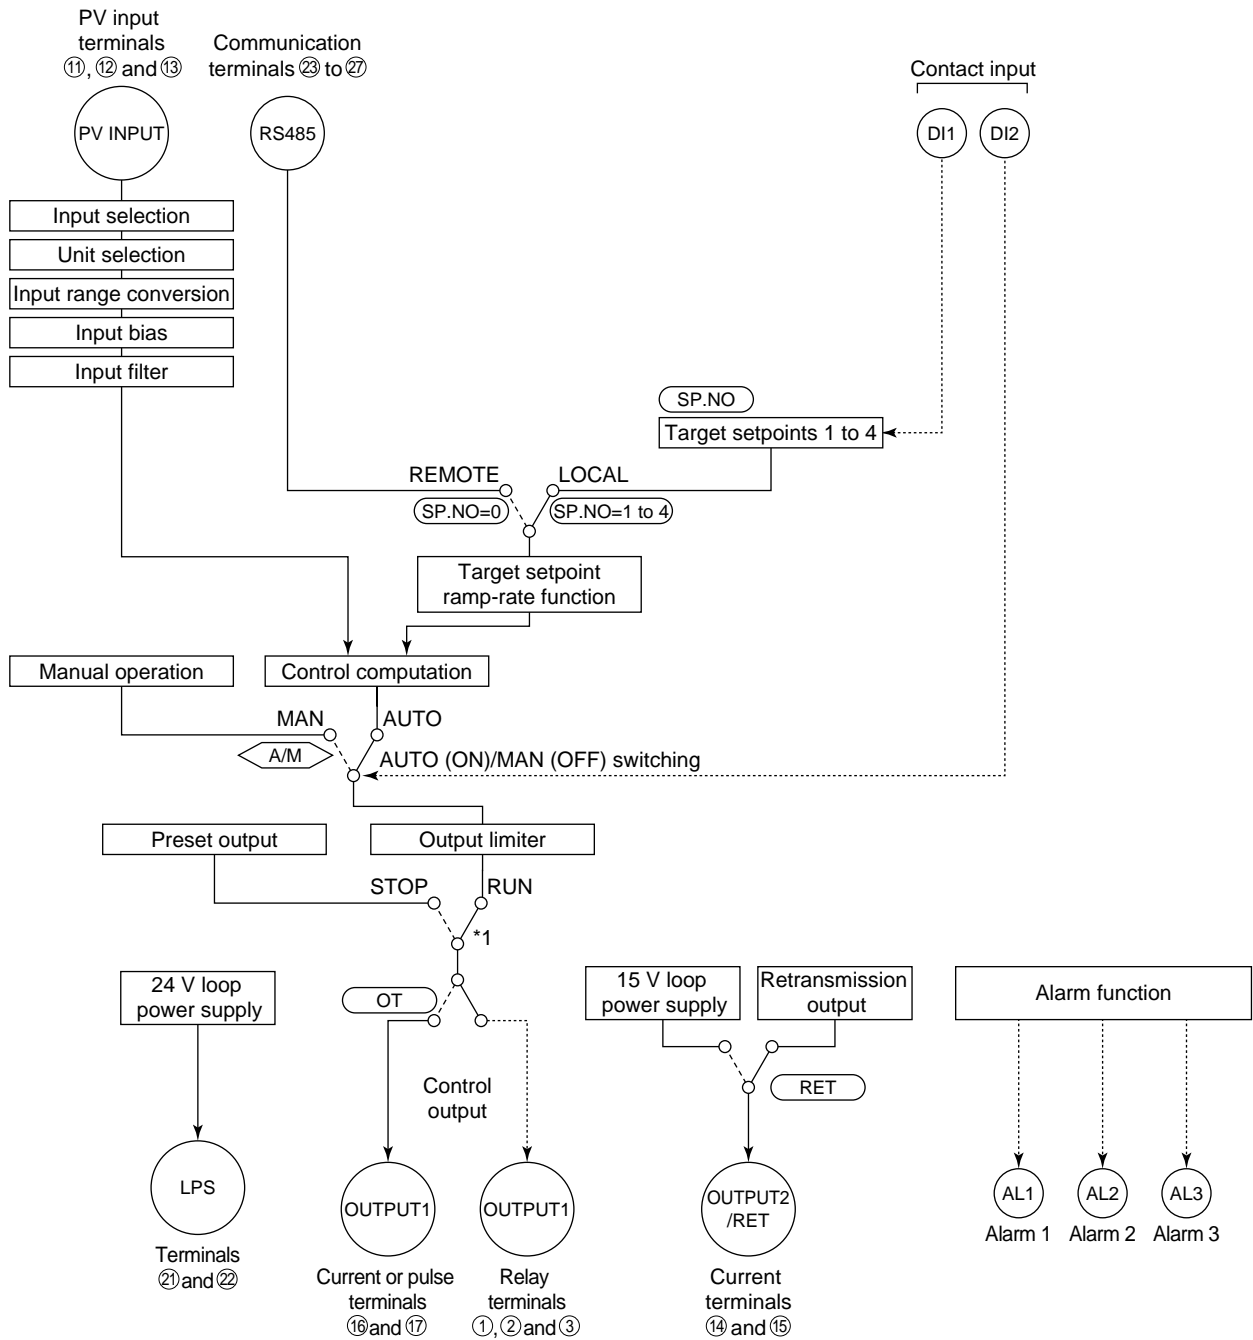 PV input
terminals
⑪, ⑫ and ⑬
Communication
terminals ㉓ to ㉗
Contact input
PV INPUT
RS485
DI1
DI2
Input selection
Unit selection
Input range conversion
Input bias
Input filter
SP.NO
Target setpoints 1 to 4
REMOTE
LOCAL
SP.NO=0
SP.NO=1 to 4
Target setpoint
ramp-rate function
Manual operation
Control computation
MAN
AUTO
A/M
AUTO (ON)/MAN (OFF) switching
Preset output
Output limiter
STOP
RUN
*1
24 V loop
power supply
OT
15 V loop
power supply
Retransmission
output
Alarm function
RET
Control
output
LPS
OUTPUT1
OUTPUT1
OUTPUT2
/RET
AL1
AL2
AL3
Alarm 1
Alarm 2
Alarm 3
Terminals
㉑ and ㉒
Current or pulse
terminals
⑯ and ⑰
Relay
terminals
①, ② and ③
Current
terminals
⑭ and ⑮